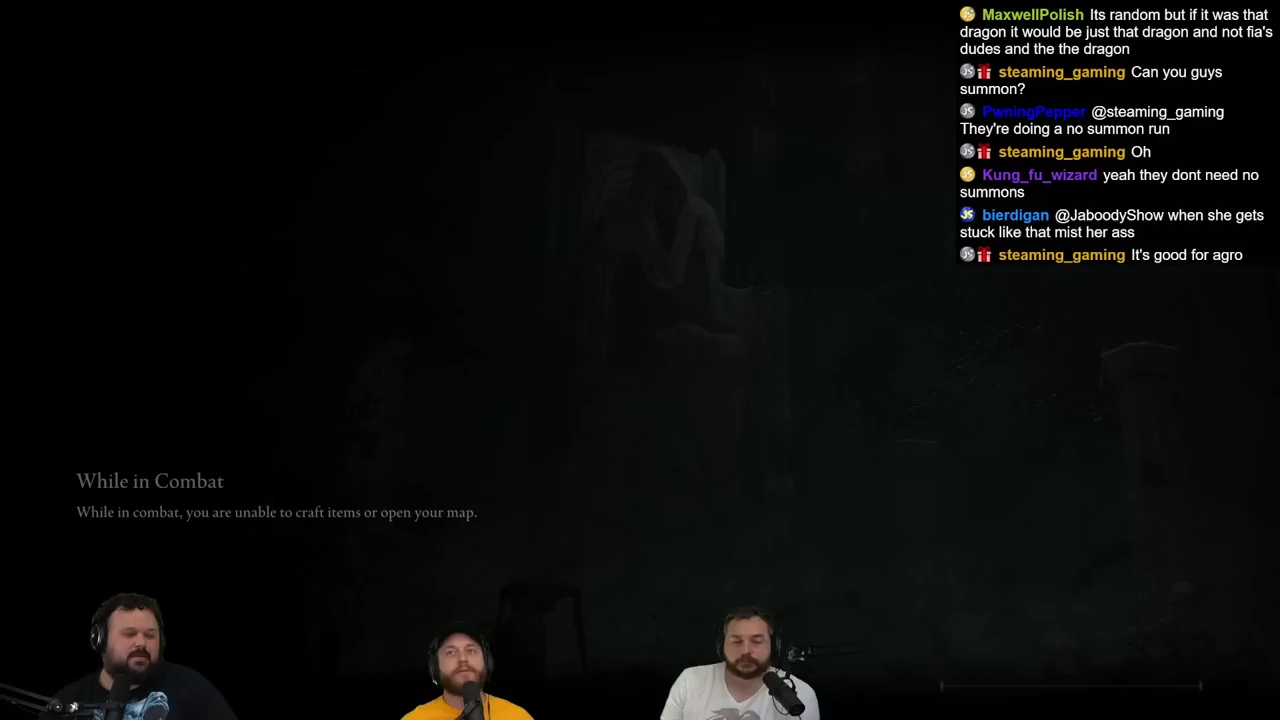 MaxwellPolish Its random but if it was that
dragon it would be just that dragon and not fia's
dudes and the the dragon
steaming_gaming Can you guys
summon?
PwningPepper @steaming_gaming
They're doing a no summon run
steaming_gaming Oh
Kung_fu_wizard yeah they dont need no
summons
bierdigan @JaboodyShow when she gets
stuck like that mist her ass
steaming_gaming It's good for agro
While in Combat
While in combat, you are unable to craft items or open your map.